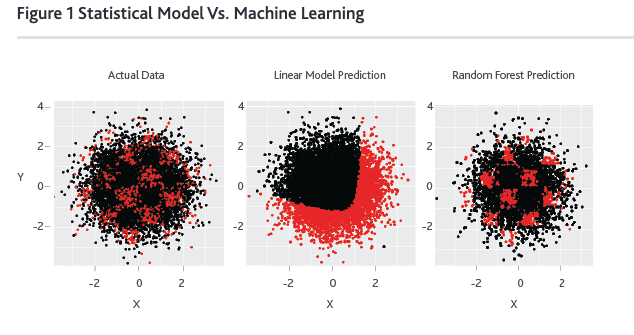 Figure 1 Statistical Model Vs. Machine Learning
Actual Data
Linear Model Prediction
Random Forest Prediction
4
2
0
-2
Y
-2
0
2
X
4
2
0
-2
-2
0
2
X
4
2
0
-2
-2
0
2
X